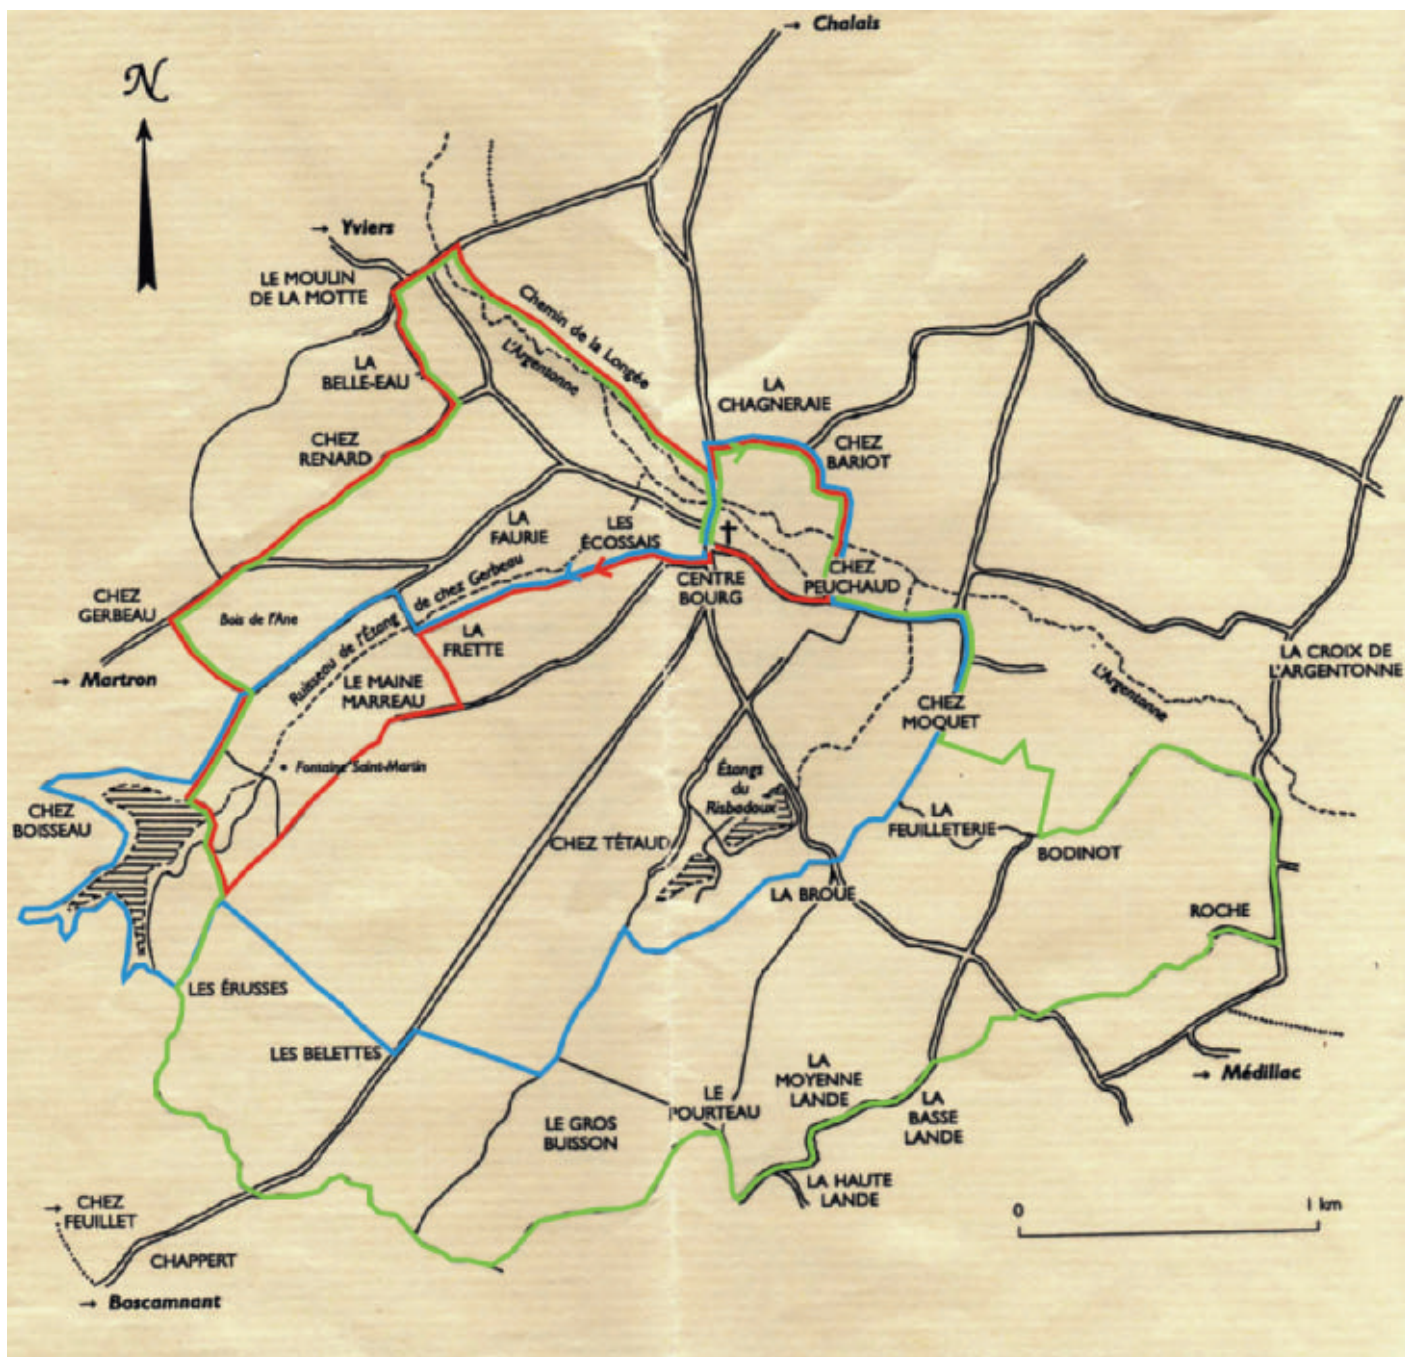 → Chalais
N
→ Yviers
LE MOULIN
DE LA MOTTE
Chemin de la Longée
L'Argentonne
LA
BELLE-EAU
LA
CHAGNERAIE
CHEZ
RENARD
CHEZ
BARIOT
LA
FAURIE
LES
ÉCOSSAIS
CHEZ
PEUCHAUD
CENTRE
BOURG
CHEZ
GERBEAU
Bois de l'Ane
Ruisseau de l'Étang de chez Gerbeau
LA
FRETTE
→ Martron
LE MAINE
MARREAU
LA CROIX DE
L'ARGENTONNE
L'Argentonne
CHEZ
MOQUET
Fontaine Saint-Martin
Étangs
du
Risbadoux
CHEZ
BOISSEAU
LA
FEUILLETERIE
CHEZ TÉTAUD
BODINOT
LA BROUE
ROCHE
LES ÉRUSSES
LES BELETTES
LA
MOYENNE
LANDE
→ Médillac
LE
POURTEAU
LA
BASSE
LANDE
LE GROS
BUISSON
LA HAUTE
LANDE
→ CHEZ
FEUILLET
0 1 km
CHAPPERT
→ Boscamnant